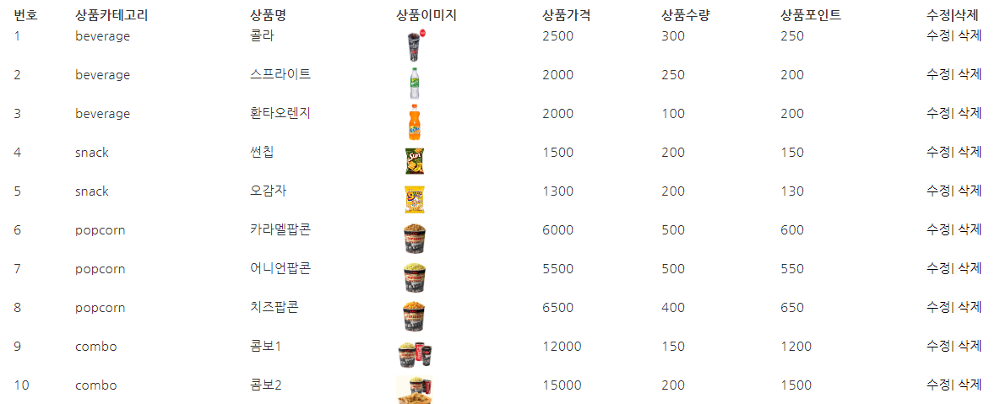 번호 상품카테고리 상품명 상품이미지 상품가격 상품수량 상품포인트 수정|삭제
1 beverage 콜라 2500 300 250 수정| 삭제
2 beverage 스프라이트 2000 250 200 수정| 삭제
3 beverage 환타오렌지 2000 100 200 수정| 삭제
4 snack 썬칩 1500 200 150 수정| 삭제
5 snack 오감자 1300 200 130 수정| 삭제
6 popcorn 카라멜팝콘 6000 500 600 수정| 삭제
7 popcorn 어니언팝콘 5500 500 550 수정| 삭제
8 popcorn 치즈팝콘 6500 400 650 수정| 삭제
9 combo 콤보1 12000 150 1200 수정| 삭제
10 combo 콤보2 15000 200 1500 수정| 삭제